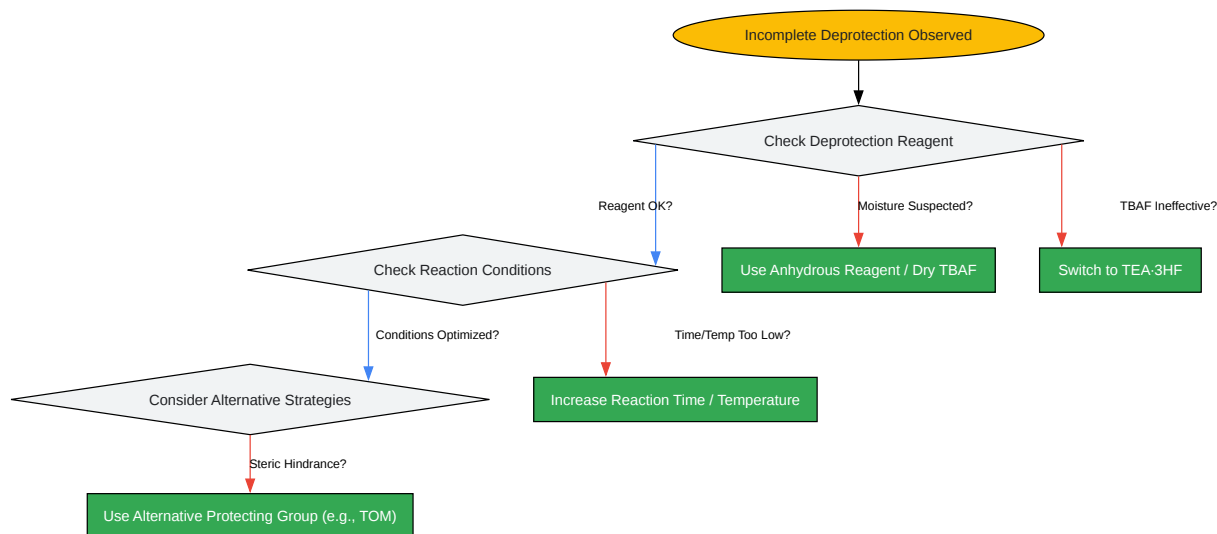 Incomplete Deprotection Observed
Check Deprotection Reagent
Reagent OK?
Moisture Suspected?
TBAF Ineffective?
Check Reaction Conditions
Use Anhydrous Reagent / Dry TBAF
Switch to TEA·3HF
Conditions Optimized?
Time/Temp Too Low?
Consider Alternative Strategies
Increase Reaction Time / Temperature
Steric Hindrance?
Use Alternative Protecting Group (e.g., TOM)